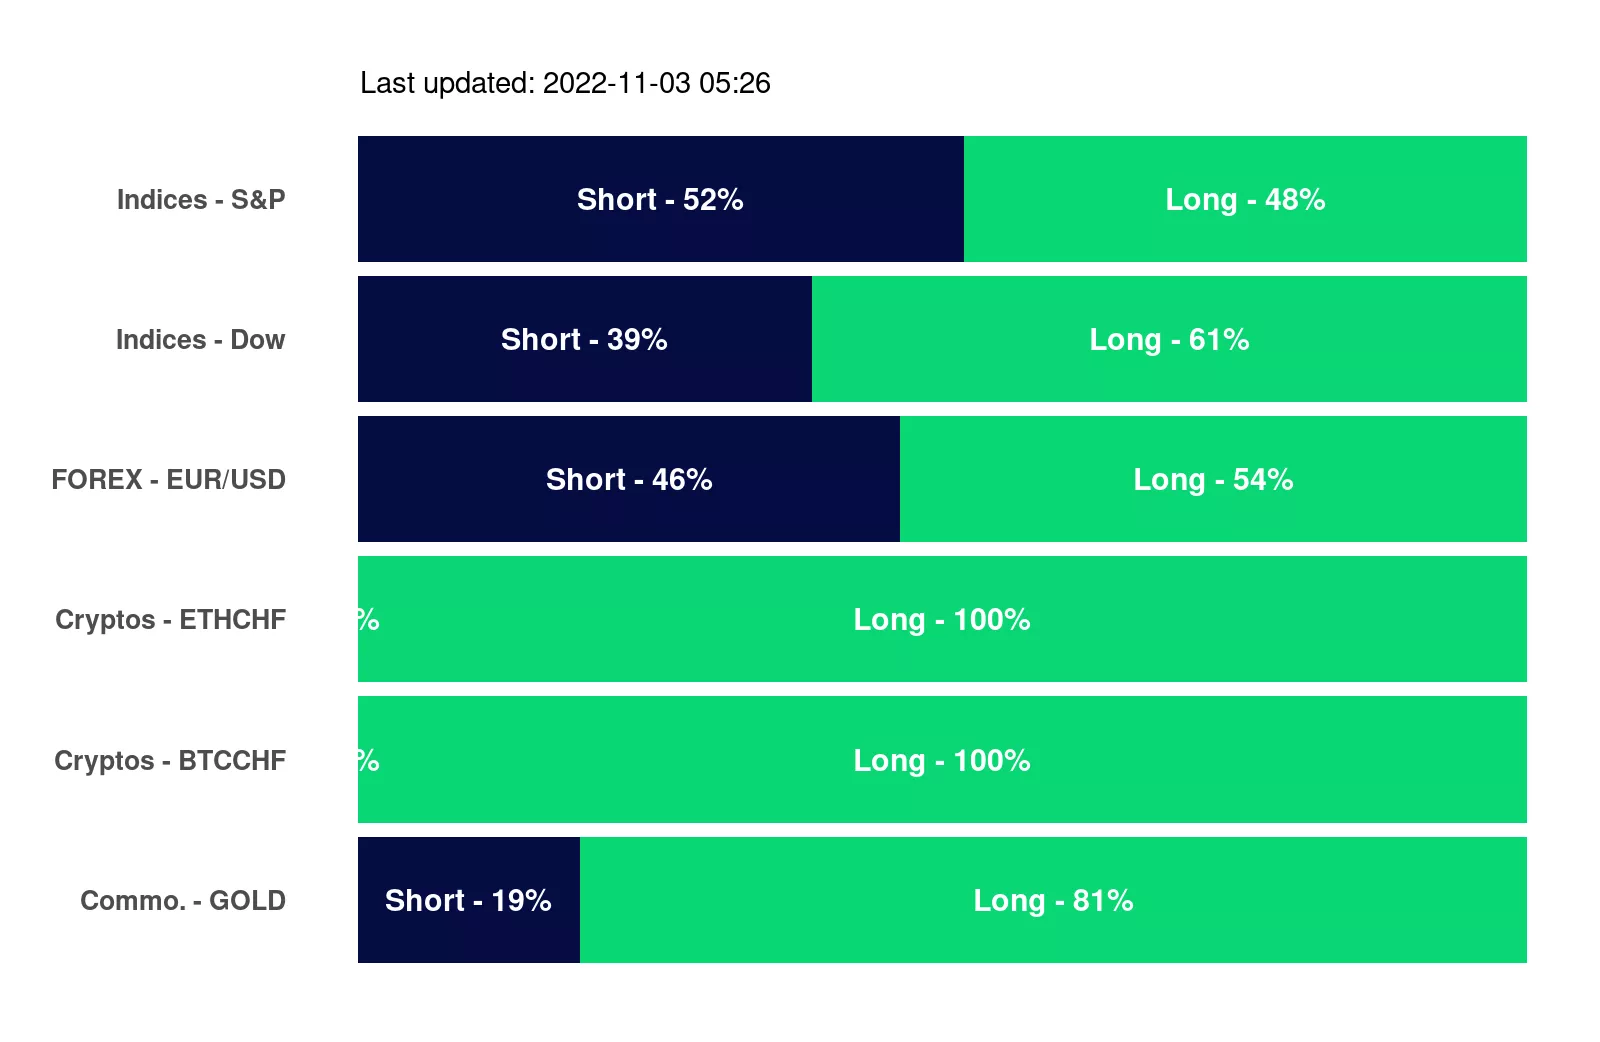 Last updated: 2022-11-03 05:26
Indices - S&P Short - 52% Long - 48%
Indices - Dow Short - 39% Long - 61%
FOREX - EUR/USD Short - 46% Long - 54%
Cryptos - ETHCHF % Long - 100%
Cryptos - BTCCHF % Long - 100%
Commo. - GOLD Short - 19% Long - 81%